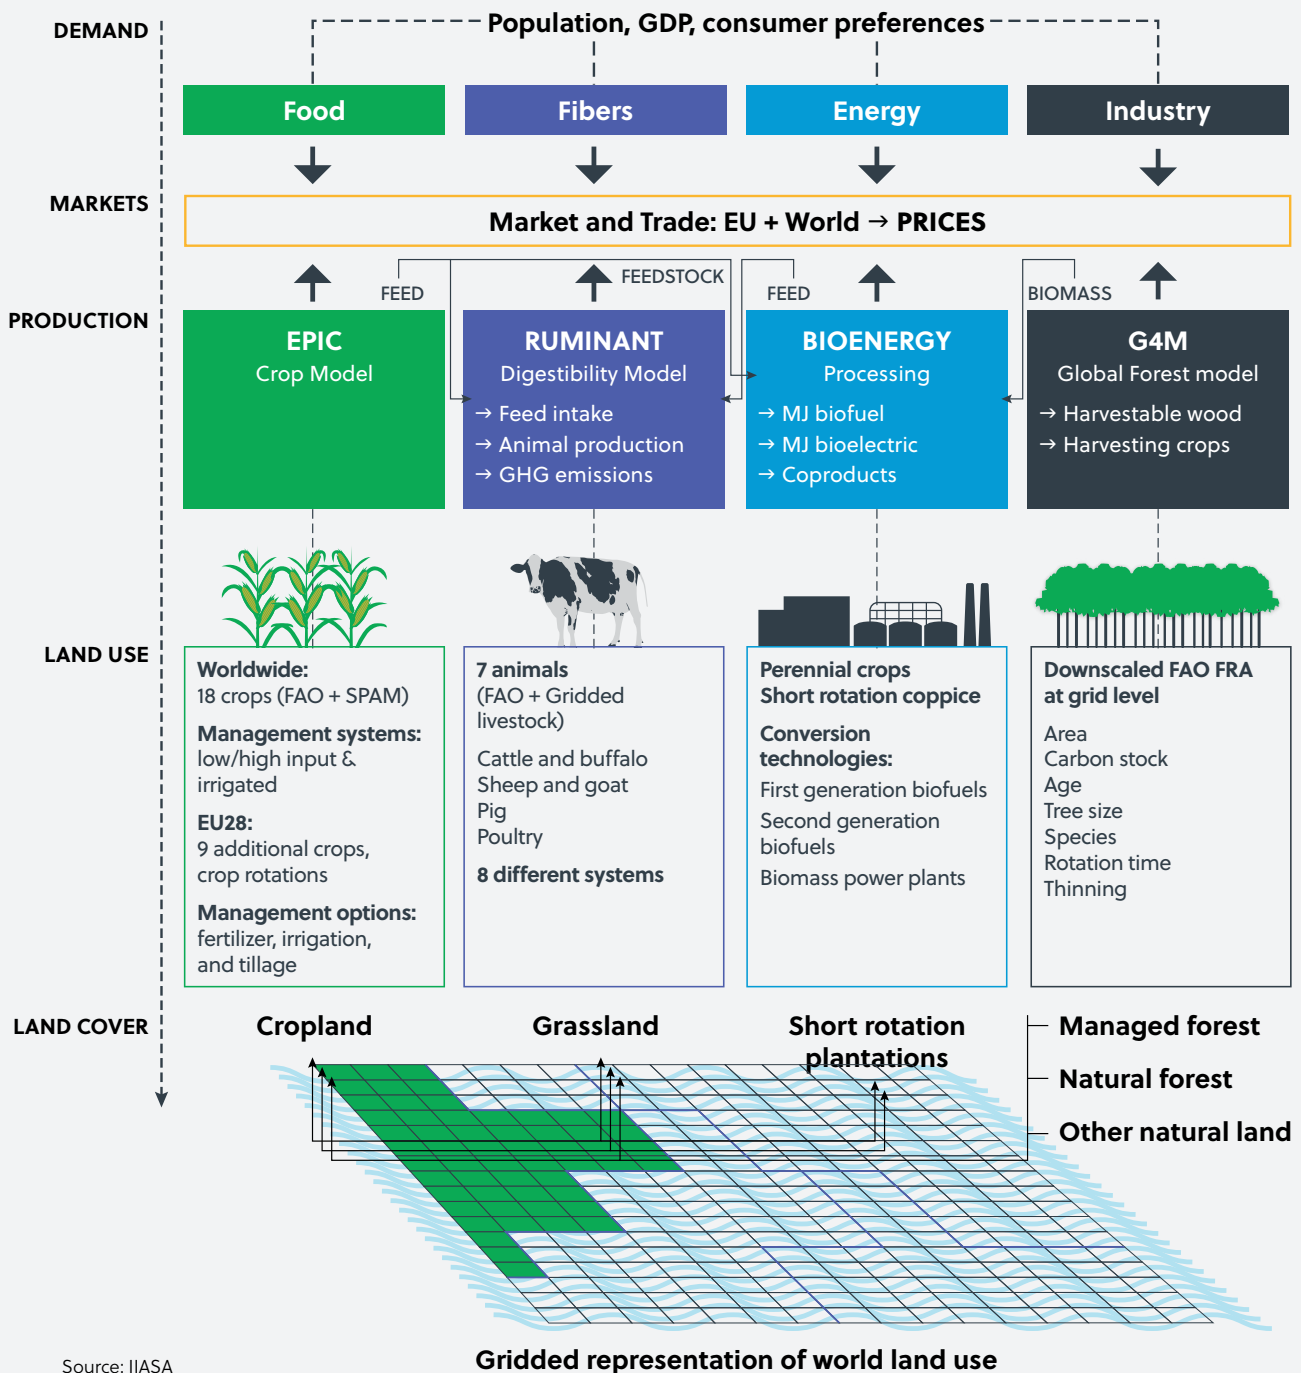 DEMAND
Population, GDP, consumer preferences
Food
Fibers
Energy
Industry
MARKETS
Market and Trade: EU + World → PRICES
FEED
FEEDSTOCK
FEED
BIOMASS
PRODUCTION
EPIC
Crop Model
RUMINANT
Digestibility Model
→ Feed intake
→ Animal production
→ GHG emissions
BIOENERGY
Processing
→ MJ biofuel
→ MJ bioelectric
→ Coproducts
G4M
Global Forest model
→ Harvestable wood
→ Harvesting crops
LAND USE
Worldwide:
18 crops (FAO + SPAM)
Management systems:
low/high input &
irrigated
EU28:
9 additional crops,
crop rotations
Management options:
fertilizer, irrigation,
and tillage
7 animals
(FAO + Gridded
livestock)
Cattle and buffalo
Sheep and goat
Pig
Poultry
8 different systems
Perennial crops
Short rotation coppice
Conversion
technologies:
First generation biofuels
Second generation
biofuels
Biomass power plants
Downscaled FAO FRA
at grid level
Area
Carbon stock
Age
Tree size
Species
Rotation time
Thinning
LAND COVER
Cropland
Grassland
Short rotation
plantations
Managed forest
Natural forest
Other natural land
Source: IIASA
Gridded representation of world land use